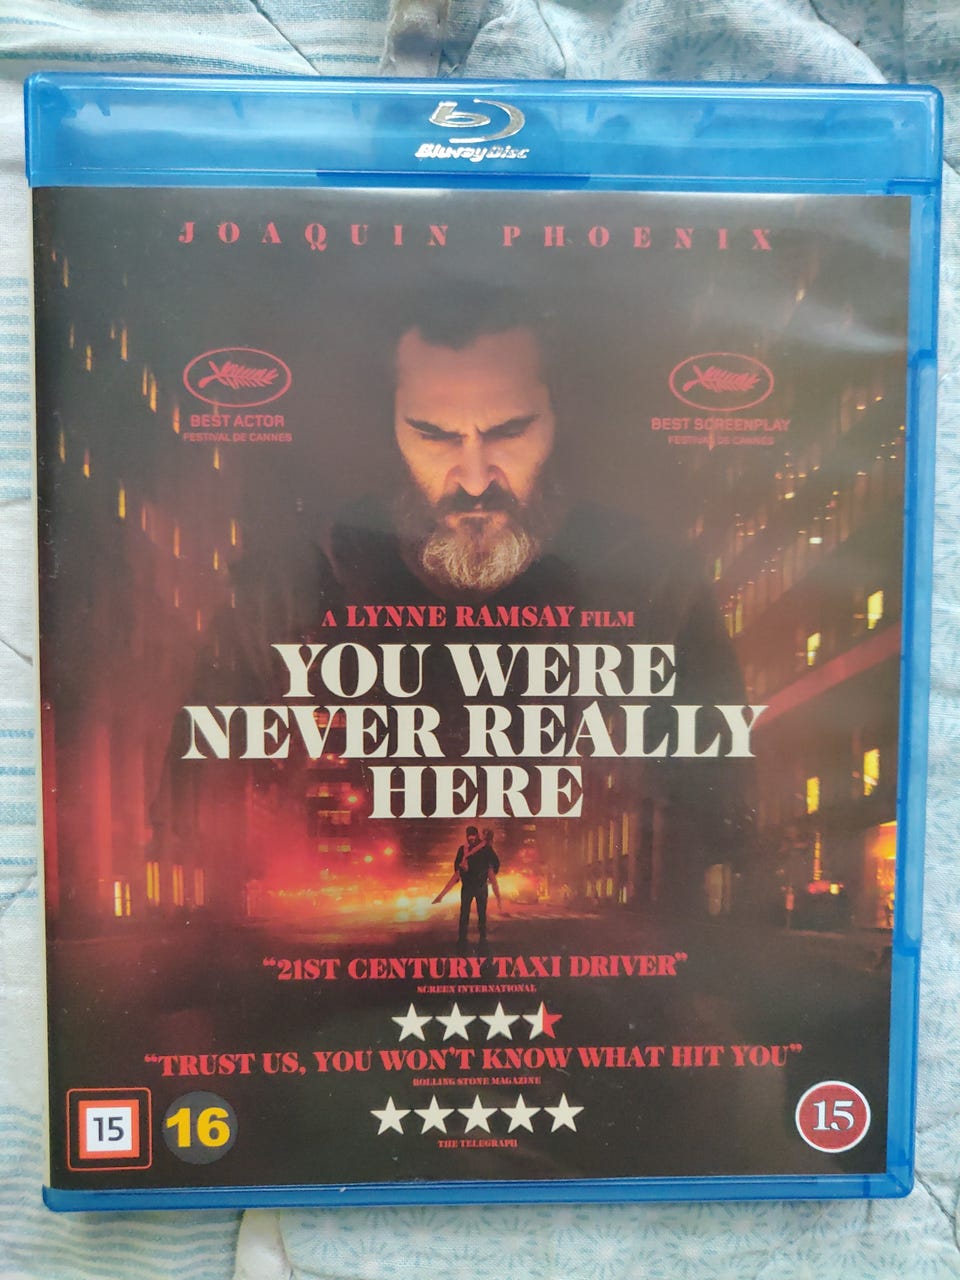 Blu-ray Disc
JOAQUIN PHOENIX
BEST ACTOR
FESTIVAL DE CANNES
BEST SCREENPLAY
FESTIVAL DE CANNES
A LYNNE RAMSAY FILM
YOU WERE
NEVER REALLY
HERE
“21ST CENTURY TAXI DRIVER”
SCREEN INTERNATIONAL
“TRUST US, YOU WON'T KNOW WHAT HIT YOU”
ROLLING STONE MAGAZINE
THE TELEGRAPH
15
16
15